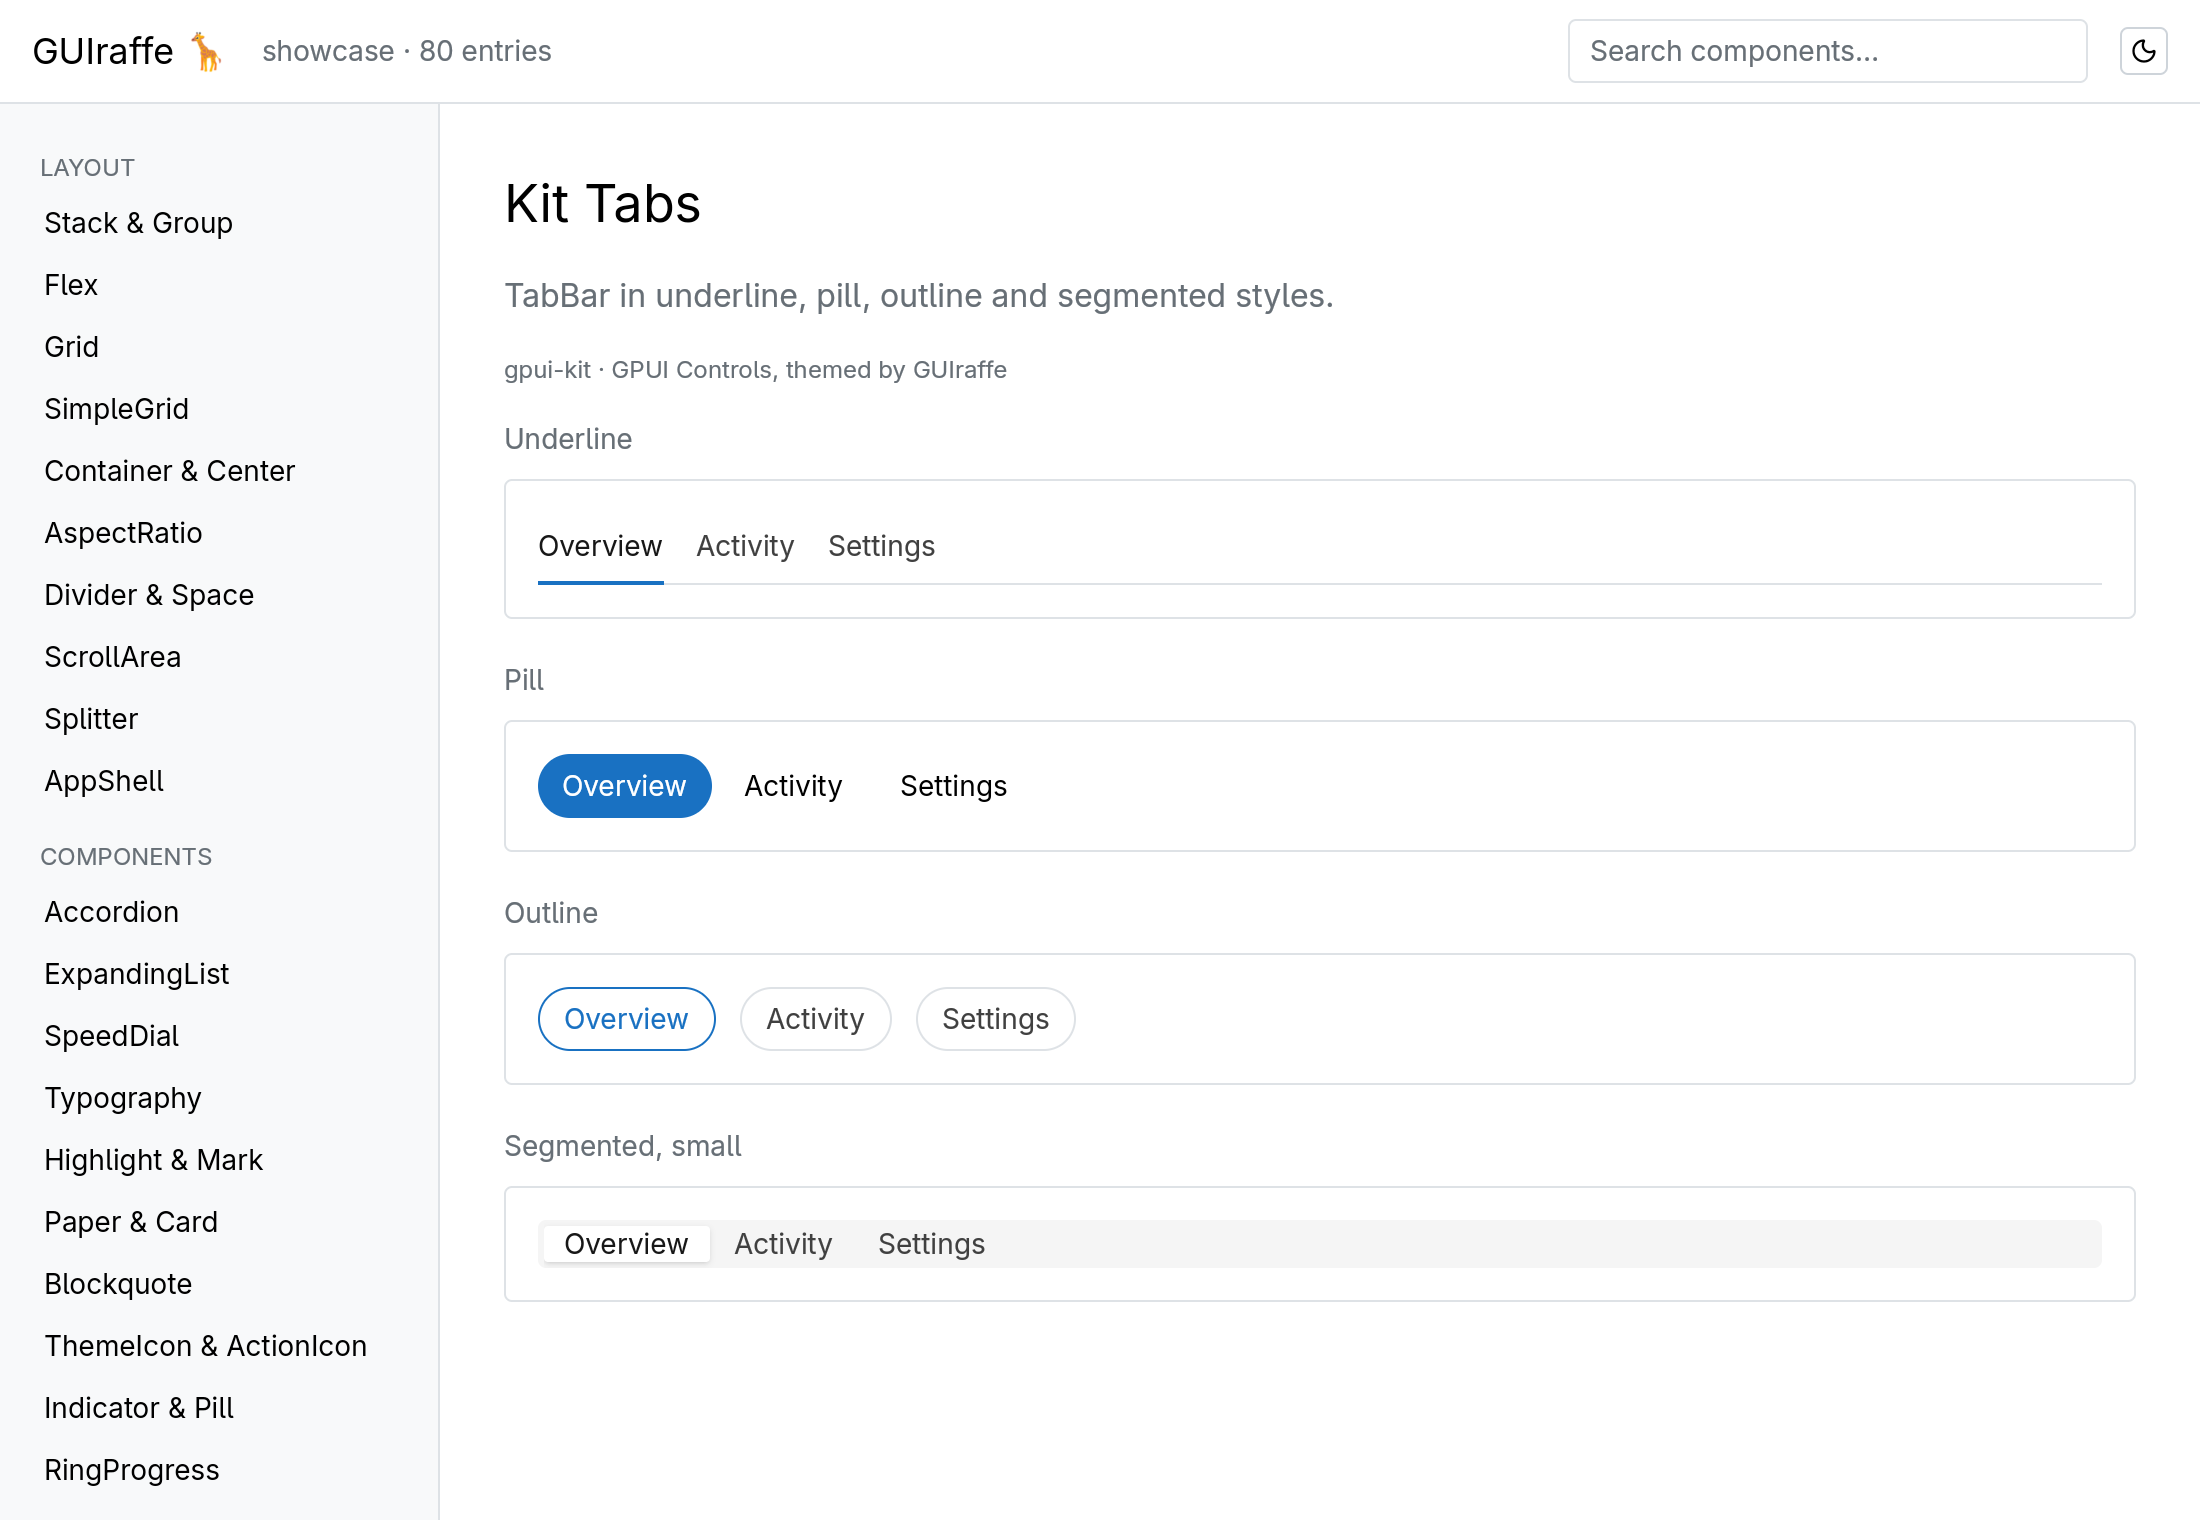 GUIraffe 🦒 showcase · 80 entries
Search components...
LAYOUT
Stack & Group
Flex
Grid
SimpleGrid
Container & Center
AspectRatio
Divider & Space
ScrollArea
Splitter
AppShell
COMPONENTS
Accordion
ExpandingList
SpeedDial
Typography
Highlight & Mark
Paper & Card
Blockquote
ThemeIcon & ActionIcon
Indicator & Pill
RingProgress
Kit Tabs
TabBar in underline, pill, outline and segmented styles.
gpui-kit · GPUI Controls, themed by GUIraffe
Underline
Overview Activity Settings
Pill
Overview Activity Settings
Outline
Overview Activity Settings
Segmented, small
Overview Activity Settings